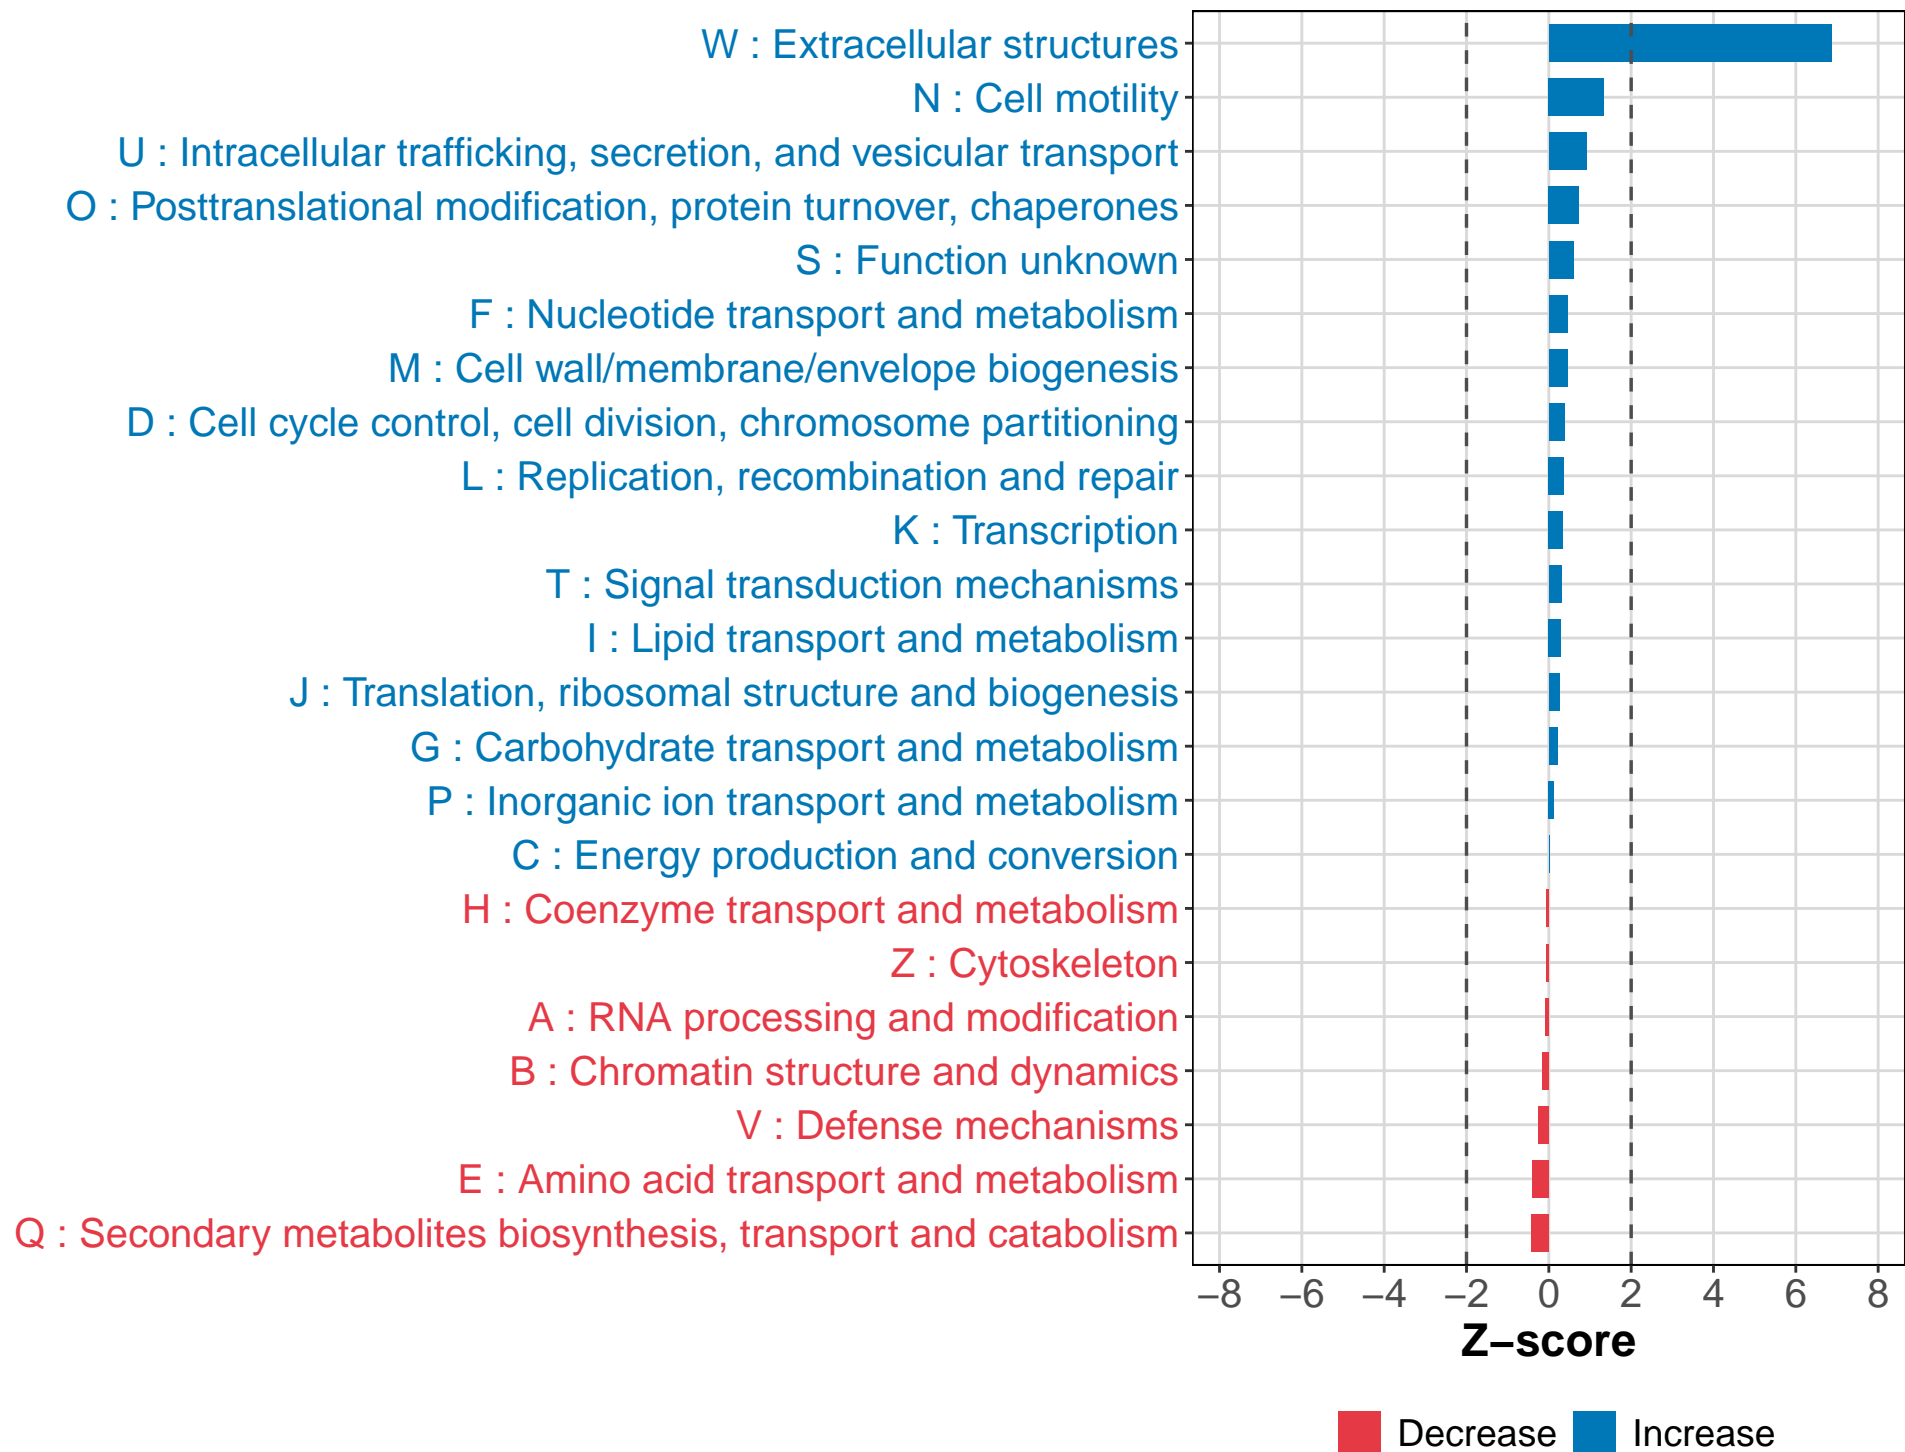 W : Extracellular structures
N : Cell motility
U : Intracellular trafficking, secretion, and vesicular transport
O : Posttranslational modification, protein turnover, chaperones
S : Function unknown
F : Nucleotide transport and metabolism
M : Cell wall/membrane/envelope biogenesis
D : Cell cycle control, cell division, chromosome partitioning
L : Replication, recombination and repair
K : Transcription
T : Signal transduction mechanisms
I : Lipid transport and metabolism
J : Translation, ribosomal structure and biogenesis
G : Carbohydrate transport and metabolism
P : Inorganic ion transport and metabolism
C : Energy production and conversion
H : Coenzyme transport and metabolism
Z : Cytoskeleton
A : RNA processing and modification
B : Chromatin structure and dynamics
V : Defense mechanisms
E : Amino acid transport and metabolism
Q : Secondary metabolites biosynthesis, transport and catabolism
−8 −6 −4 −2 0 2 4 6 8
Z−score
Decrease Increase